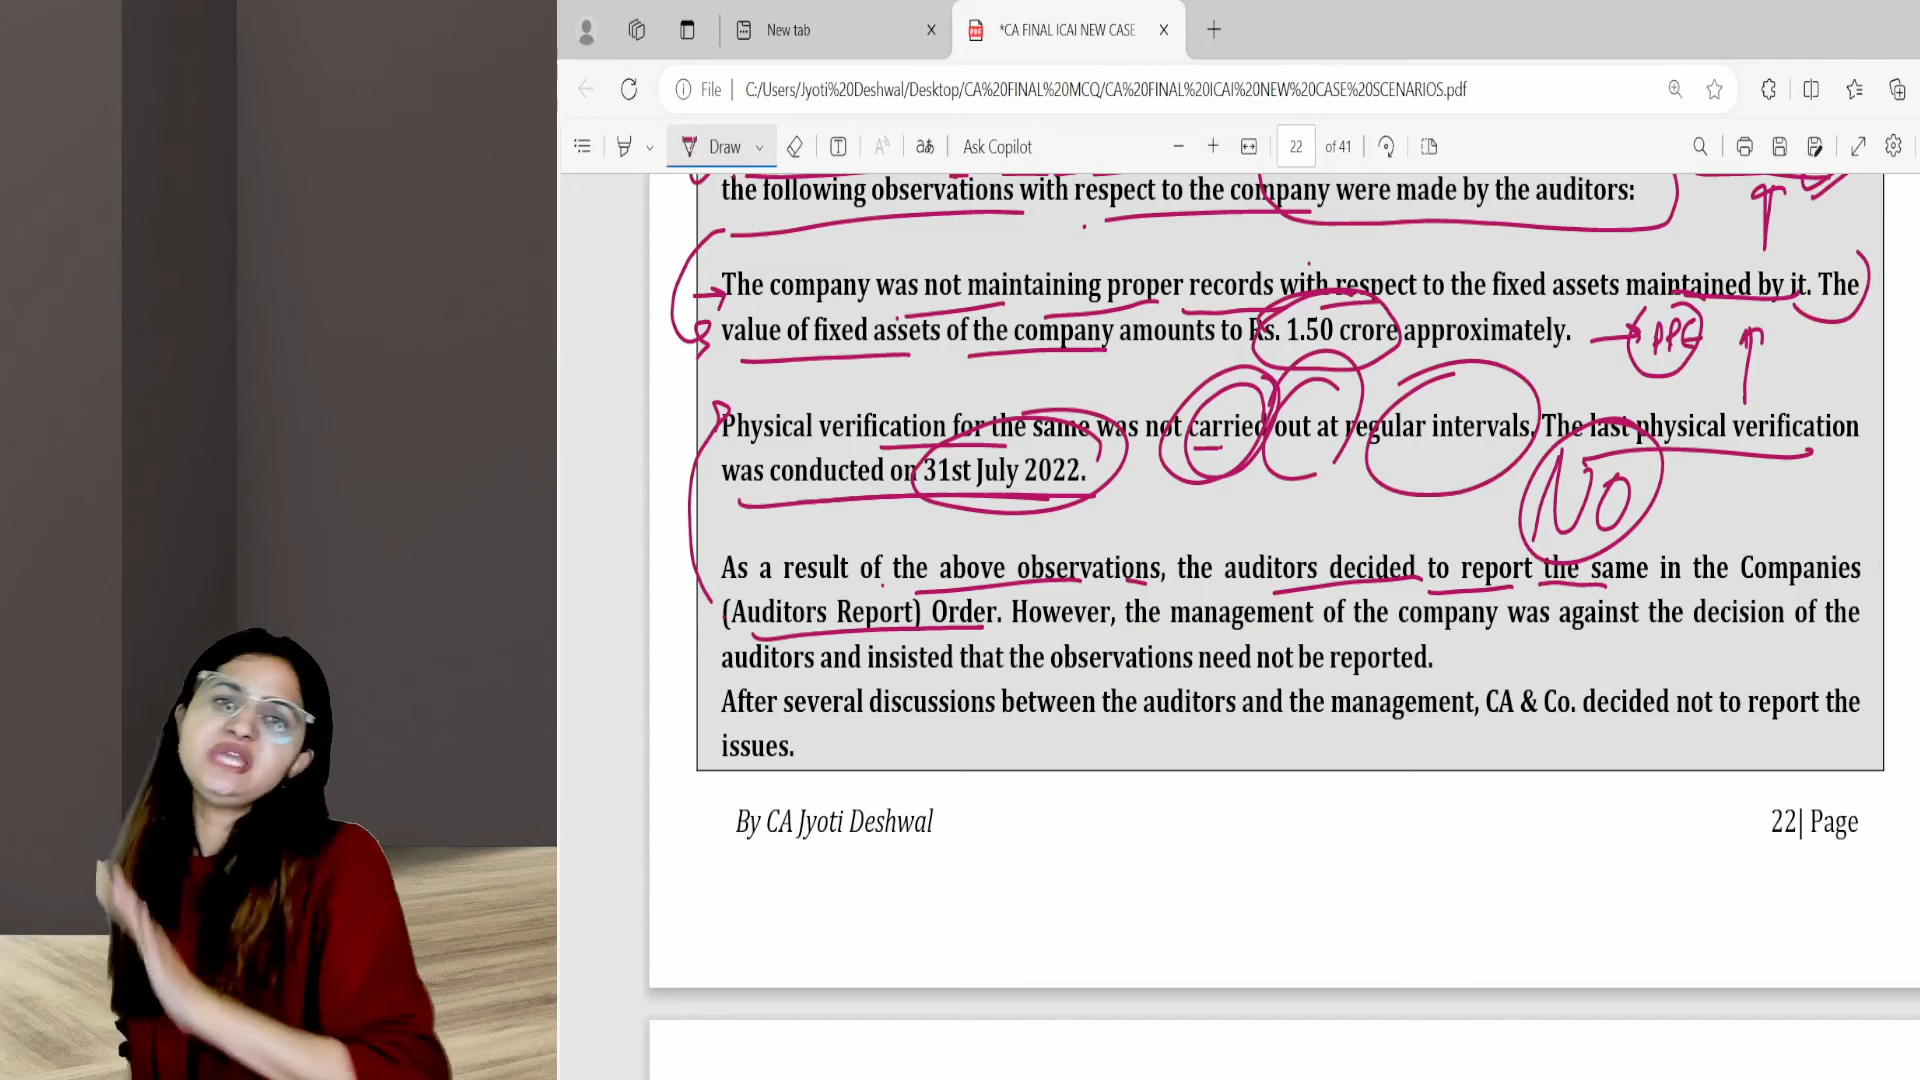 New tab
*CA FINAL ICAI NEW CASE
File
C:/Users/Jyoti%20Deshwal/Desktop/CA%20FINAL%20MCQ/CA%20FINAL%20ICAI%20NEW%20CASE%20SCENARIOS.pdf
Draw
Ask Copilot
22 of 41
the following observations with respect to the company were made by the auditors:
The company was not maintaining proper records with respect to the fixed assets maintained by it. The
value of fixed assets of the company amounts to Rs. 1.50 crore approximately.
PPE
Physical verification for the same was not carried out at regular intervals. The last physical verification
was conducted on 31st July 2022.
NO
As a result of the above observations, the auditors decided to report the same in the Companies
(Auditors Report) Order. However, the management of the company was against the decision of the
auditors and insisted that the observations need not be reported.
After several discussions between the auditors and the management, CA & Co. decided not to report the
issues.
By CA Jyoti Deshwal
22| Page